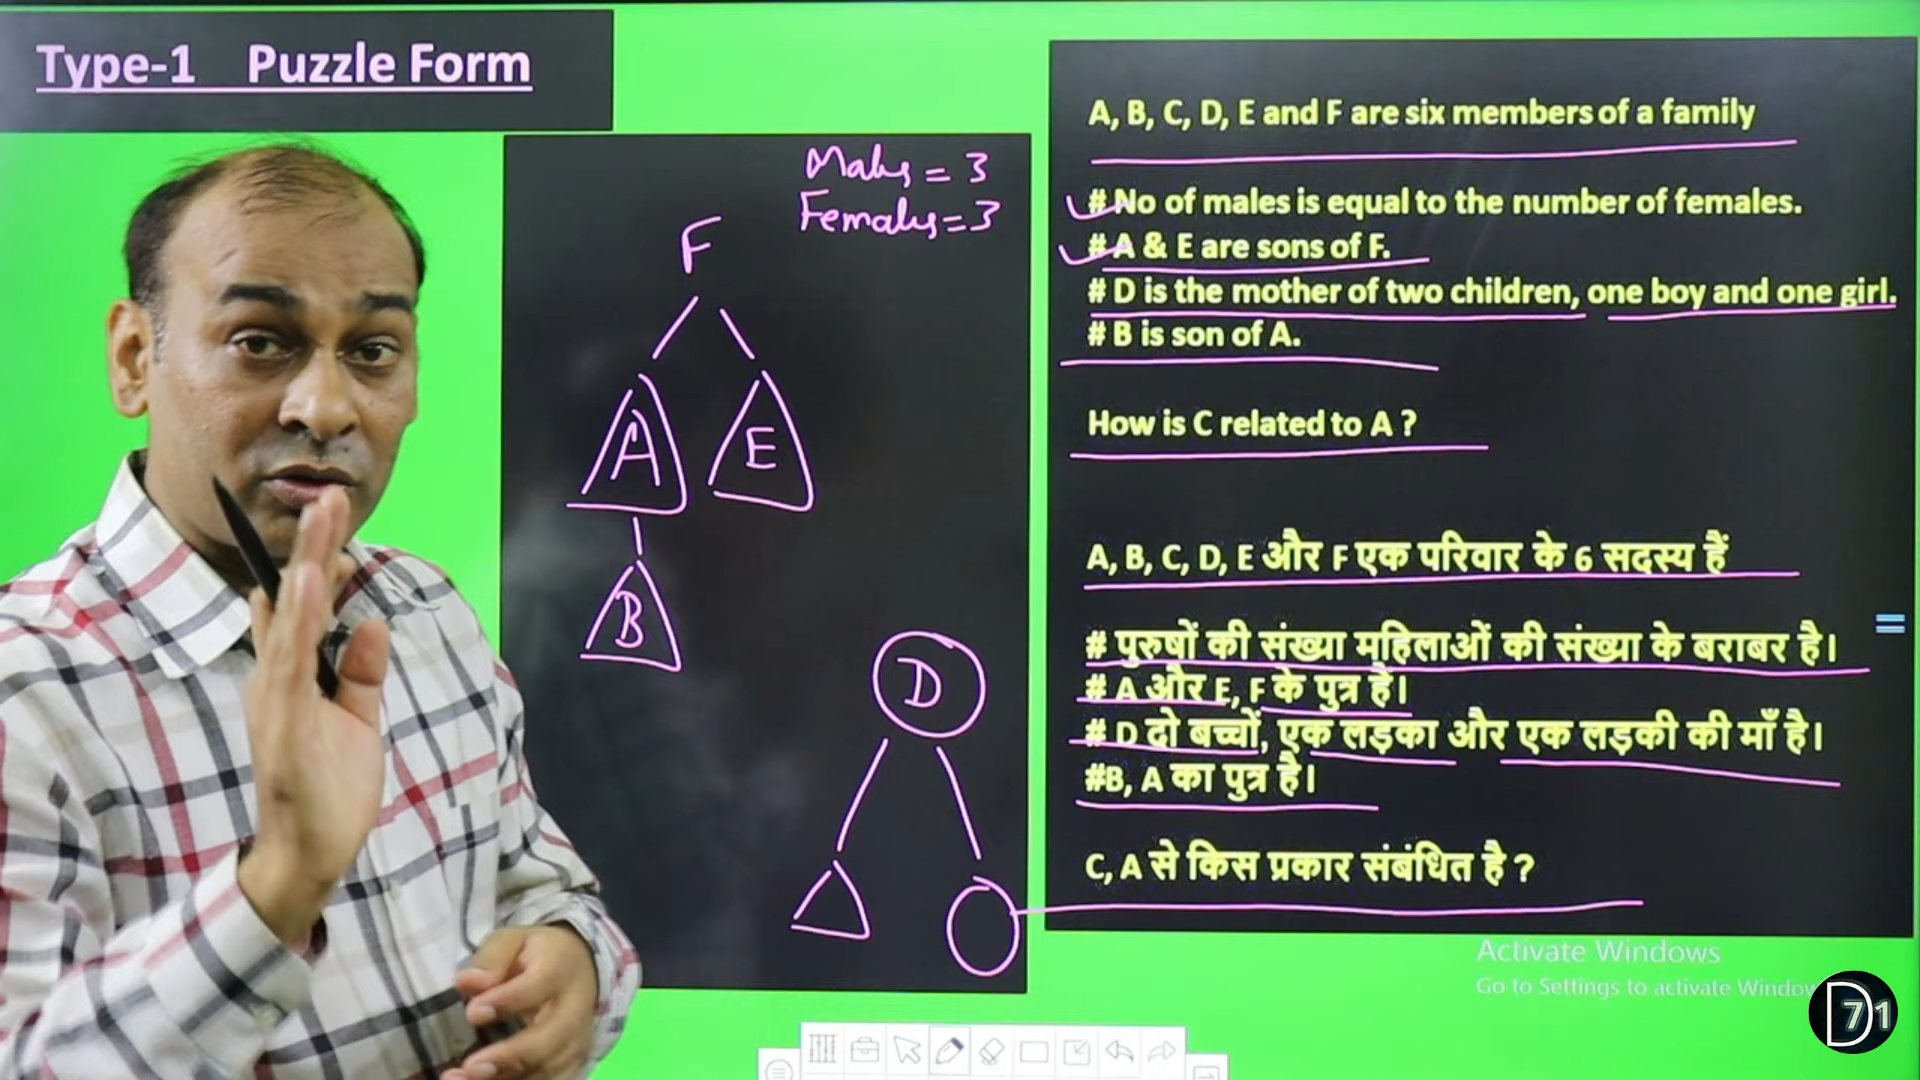 Type-1 Puzzle Form
Males = 3
Females = 3
F
A
E
B
D
A, B, C, D, E and F are six members of a family
# No of males is equal to the number of females.
# A & E are sons of F.
# D is the mother of two children, one boy and one girl.
# B is son of A.
How is C related to A ?
A, B, C, D, E और F एक परिवार के 6 सदस्य हैं
# पुरुषों की संख्या महिलाओं की संख्या के बराबर है।
# A और E, F के पुत्र है।
# D दो बच्चों, एक लड़का और एक लड़की की माँ है।
#B, A का पुत्र है।
C, A से किस प्रकार संबंधित है ?
Activate Windows
Go to Settings to activate Window
D 71